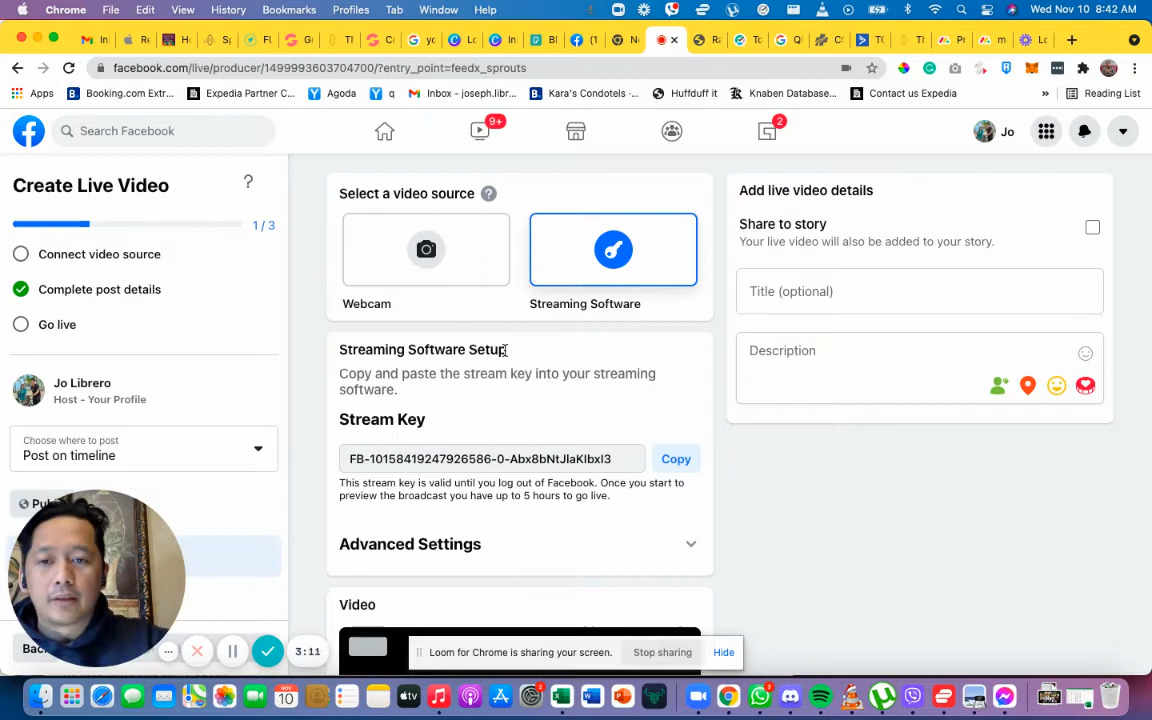 Chrome File Edit View History Bookmarks Profiles Tab Window Help Wed Nov 10 8:42 AM
facebook.com/live/producer/1499993603704700/?entry_point=feedx_sprouts
Apps Booking.com Extr... Expedia Partner C... Agoda q Inbox - joseph.libr... Kara's Condotels -... Huffduff it Knaben Database... Contact us Expedia » Reading List
Search Facebook 9+ 2 Jo
Create Live Video ?
1 / 3
Connect video source
Complete post details
Go live
Jo Librero
Host - Your Profile
Choose where to post
Post on timeline
3:11
Select a video source ?
Webcam Streaming Software
Streaming Software Setup
Copy and paste the stream key into your streaming
software.
Stream Key
FB-10158419247926586-0-Abx8bNtJlaKlbxl3 Copy
This stream key is valid until you log out of Facebook. Once you start to
preview the broadcast you have up to 5 hours to go live.
Advanced Settings
Video
Loom for Chrome is sharing your screen. Stop sharing Hide
Add live video details
Share to story
Your live video will also be added to your story.
Title (optional)
Description